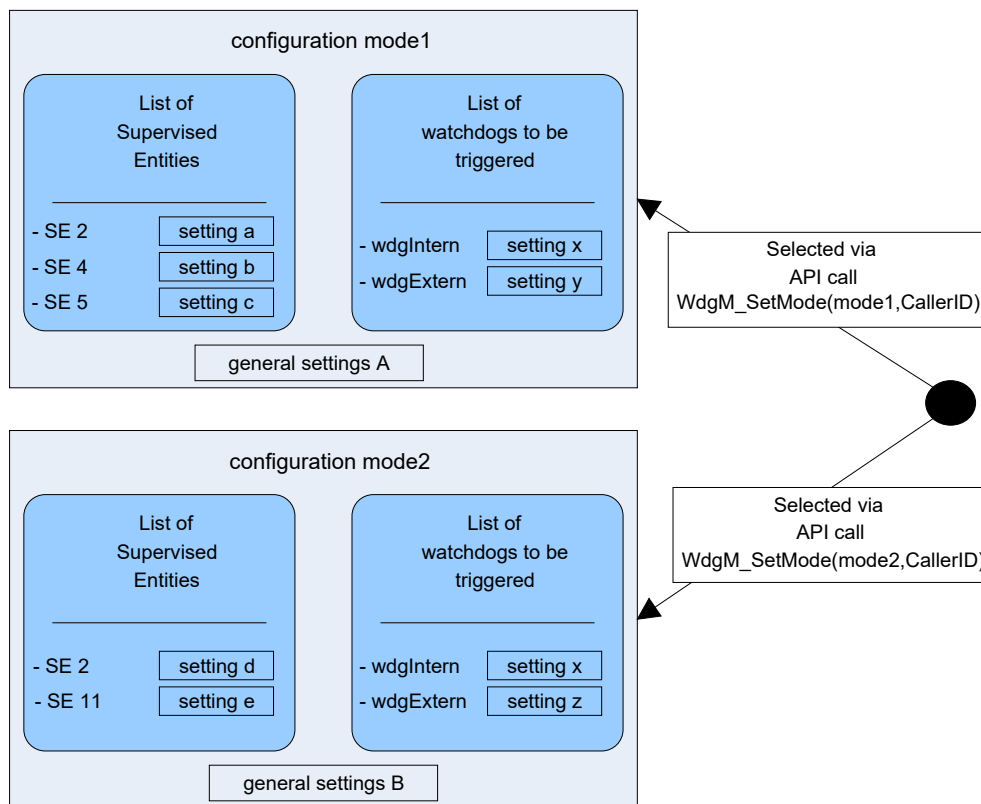 configuration mode1
List of
Supervised
Entities
- SE 2 setting a
- SE 4 setting b
- SE 5 setting c
List of
watchdogs to be
triggered
- wdgIntern setting x
- wdgExtern setting y
general settings A
Selected via
API call
WdgM_SetMode(mode1,CallerID)
configuration mode2
List of
Supervised
Entities
- SE 2 setting d
- SE 11 setting e
List of
watchdogs to be
triggered
- wdgIntern setting x
- wdgExtern setting z
general settings B
Selected via
API call
WdgM_SetMode(mode2,CallerID)